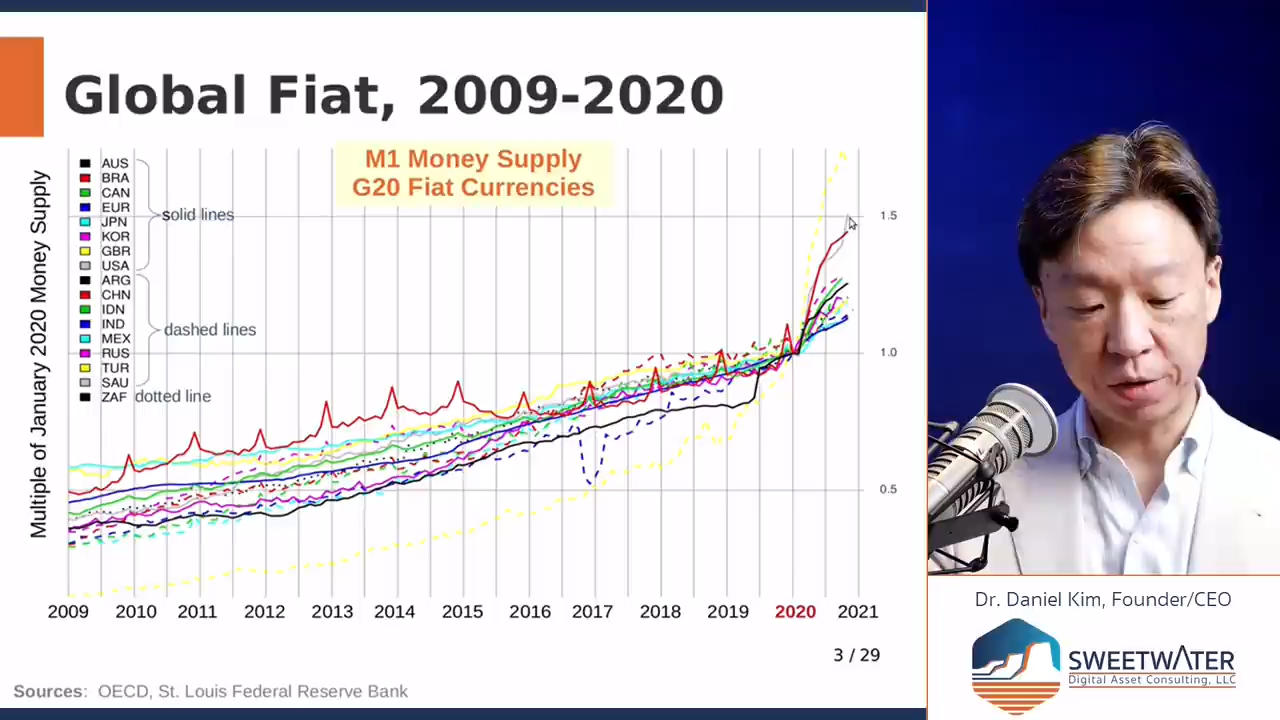 Global Fiat, 2009-2020
M1 Money Supply
G20 Fiat Currencies
Multiple of January 2020 Money Supply
AUS
BRA
CAN
EUR
JPN
KOR
GBR
USA
solid lines
ARG
CHN
IDN
IND
MEX
RUS
TUR
SAU
dashed lines
ZAF dotted line
1.5
1.0
0.5
2009 2010 2011 2012 2013 2014 2015 2016 2017 2018 2019 2020 2021
3 / 29
Sources: OECD, St. Louis Federal Reserve Bank
Dr. Daniel Kim, Founder/CEO
SWEETWATER
Digital Asset Consulting, LLC